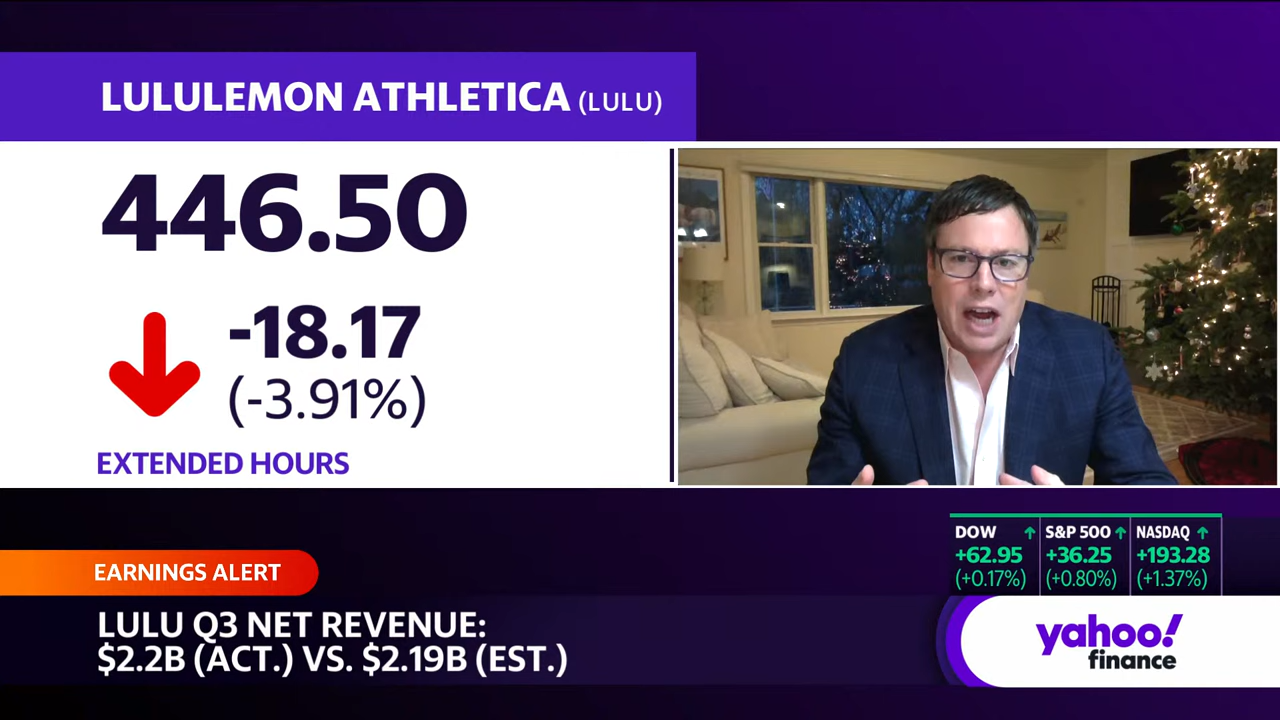 LULULEMON ATHLETICA (LULU)
446.50
-18.17
(-3.91%)
EXTENDED HOURS
DOW
+62.95
(+0.17%)
S&P 500
+36.25
(+0.80%)
NASDAQ
+193.28
(+1.37%)
EARNINGS ALERT
LULU Q3 NET REVENUE:
$2.2B (ACT.) VS. $2.19B (EST.)
yahoo!
finance